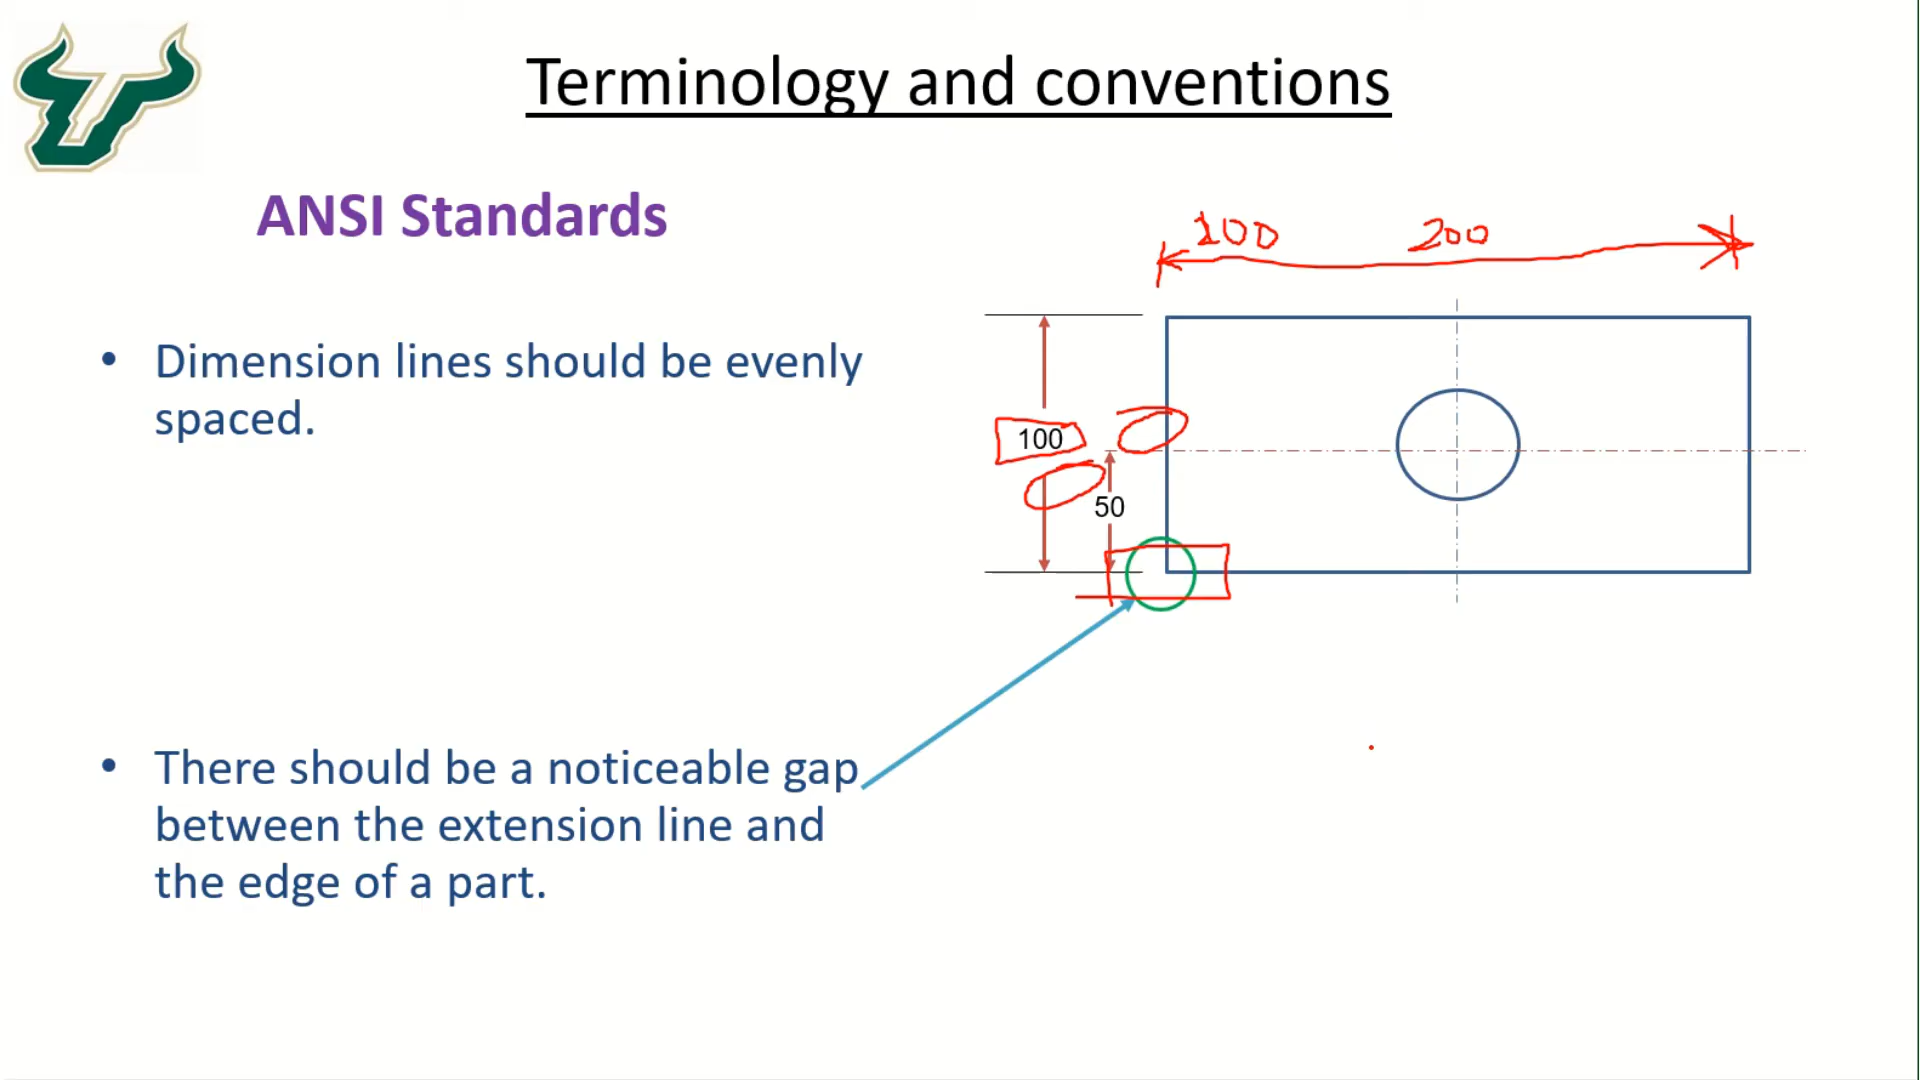 Terminology and conventions
ANSI Standards
100 200
• Dimension lines should be evenly
spaced.
100
50
• There should be a noticeable gap
between the extension line and
the edge of a part.